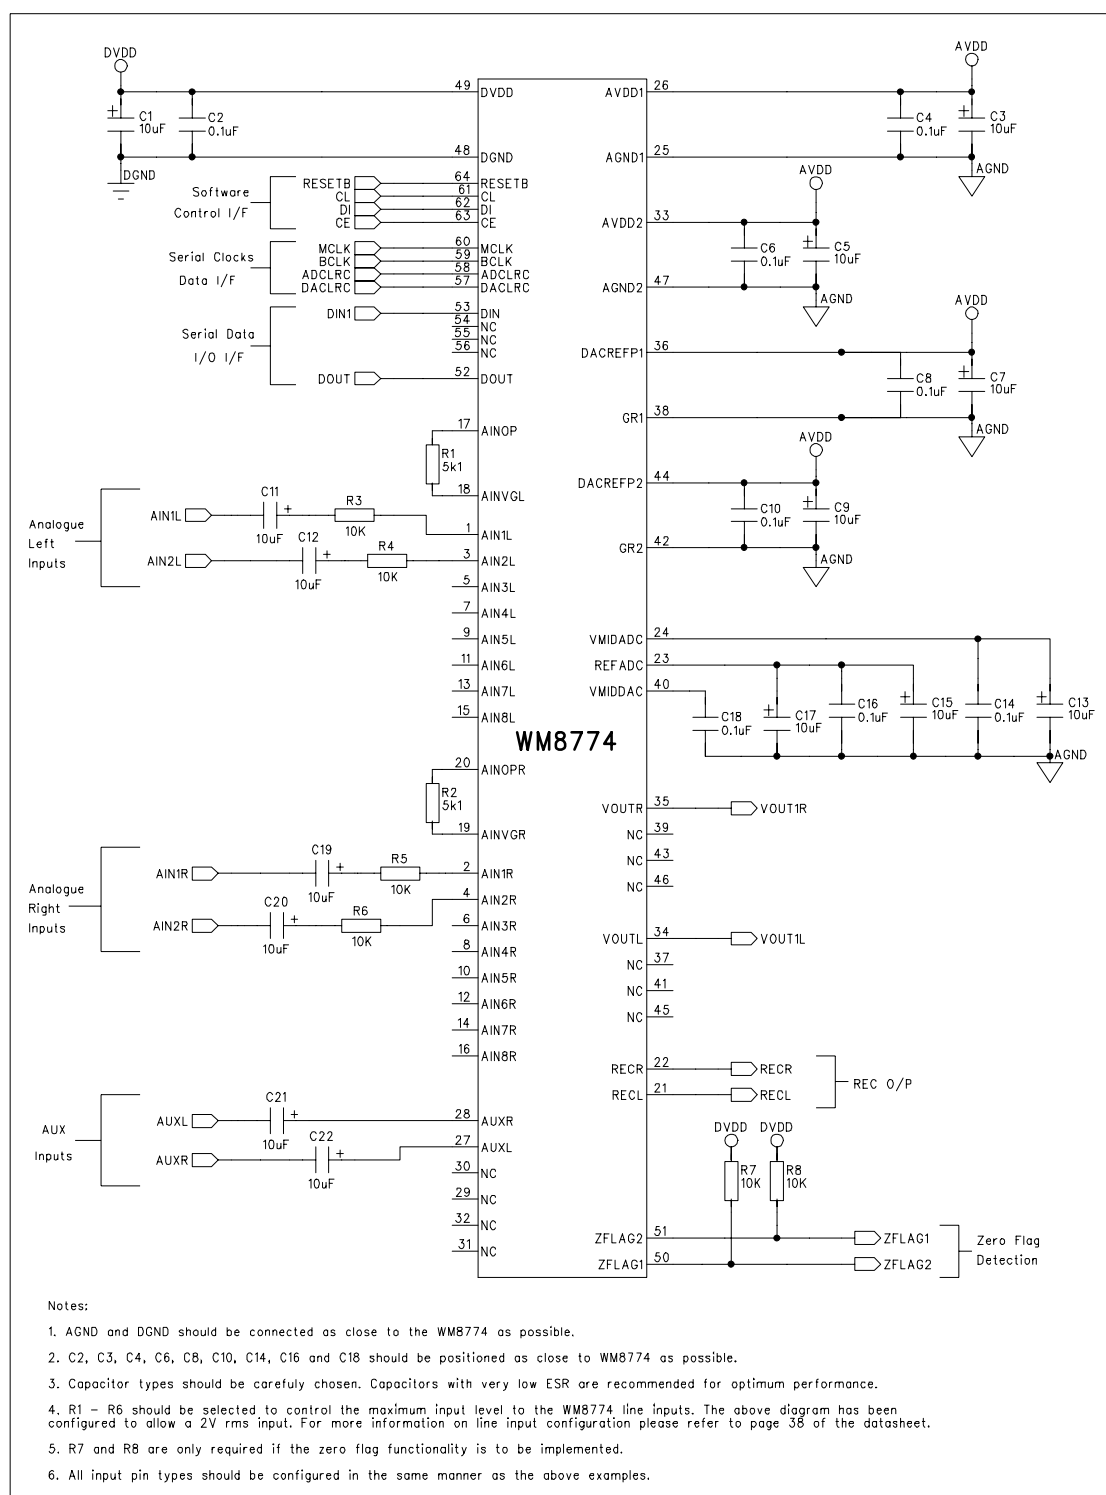 DVDD
AVDD
49 DVDD
AVDD1 26
C1
10uF
C2
0.1uF
C4
0.1uF
C3
10uF
48 DGND
AGND1 25
DGND
AGND
Software
Control I/F
RESETB 64 RESETB
CL 61 CL
DI 62 DI
CE 63 CE
AVDD
AVDD2 33
C6
0.1uF
C5
10uF
Serial Clocks
Data I/F
MCLK 60 MCLK
BCLK 59 BCLK
ADCLRC 58 ADCLRC
DACLRC 57 DACLRC
AGND2 47
AGND
Serial Data
I/O I/F
DIN1 53 DIN
54 NC
55 NC
56 NC
DOUT 52 DOUT
AVDD
DACREFP1 36
C8
0.1uF
C7
10uF
GR1 38
AGND
17 AINOP
R1
5k1
18 AINVGL
AVDD
DACREFP2 44
C10
0.1uF
C9
10uF
GR2 42
AGND
Analogue
Left
Inputs
AIN1L
C11
+
10uF
R3
10K
1 AIN1L
AIN2L
C12
+
10uF
R4
10K
3 AIN2L
5 AIN3L
7 AIN4L
9 AIN5L
11 AIN6L
13 AIN7L
15 AIN8L
VMIDADC 24
REFADC 23
VMIDDAC 40
C18
0.1uF
C17
10uF
C16
0.1uF
C15
10uF
C14
0.1uF
C13
10uF
AGND
WM8774
20 AINOPR
R2
5k1
19 AINVGR
VOUTR 35 VOUT1R
NC 39
NC 43
NC 46
Analogue
Right
Inputs
AIN1R
C19
+
10uF
R5
10K
2 AIN1R
AIN2R
C20
+
10uF
R6
10K
4 AIN2R
6 AIN3R
8 AIN4R
10 AIN5R
12 AIN6R
14 AIN7R
16 AIN8R
VOUTL 34 VOUT1L
NC 37
NC 41
NC 45
RECR 22 RECR
RECL 21 RECL
REC O/P
AUX
Inputs
AUXL
C21
+
10uF
28 AUXR
AUXR
C22
+
10uF
27 AUXL
30 NC
29 NC
32 NC
31 NC
DVDD DVDD
R7
10K
R8
10K
ZFLAG2 51 ZFLAG1
ZFLAG1 50 ZFLAG2
Zero Flag
Detection
Notes:
1. AGND and DGND should be connected as close to the WM8774 as possible.
2. C2, C3, C4, C6, C8, C10, C14, C16 and C18 should be positioned as close to WM8774 as possible.
3. Capacitor types should be carefuly chosen. Capacitors with very low ESR are recommended for optimum performance.
4. R1 - R6 should be selected to control the maximum input level to the WM8774 line inputs. The above diagram has been
configured to allow a 2V rms input. For more information on line input configuration please refer to page 38 of the datasheet.
5. R7 and R8 are only required if the zero flag functionality is to be implemented.
6. All input pin types should be configured in the same manner as the above examples.